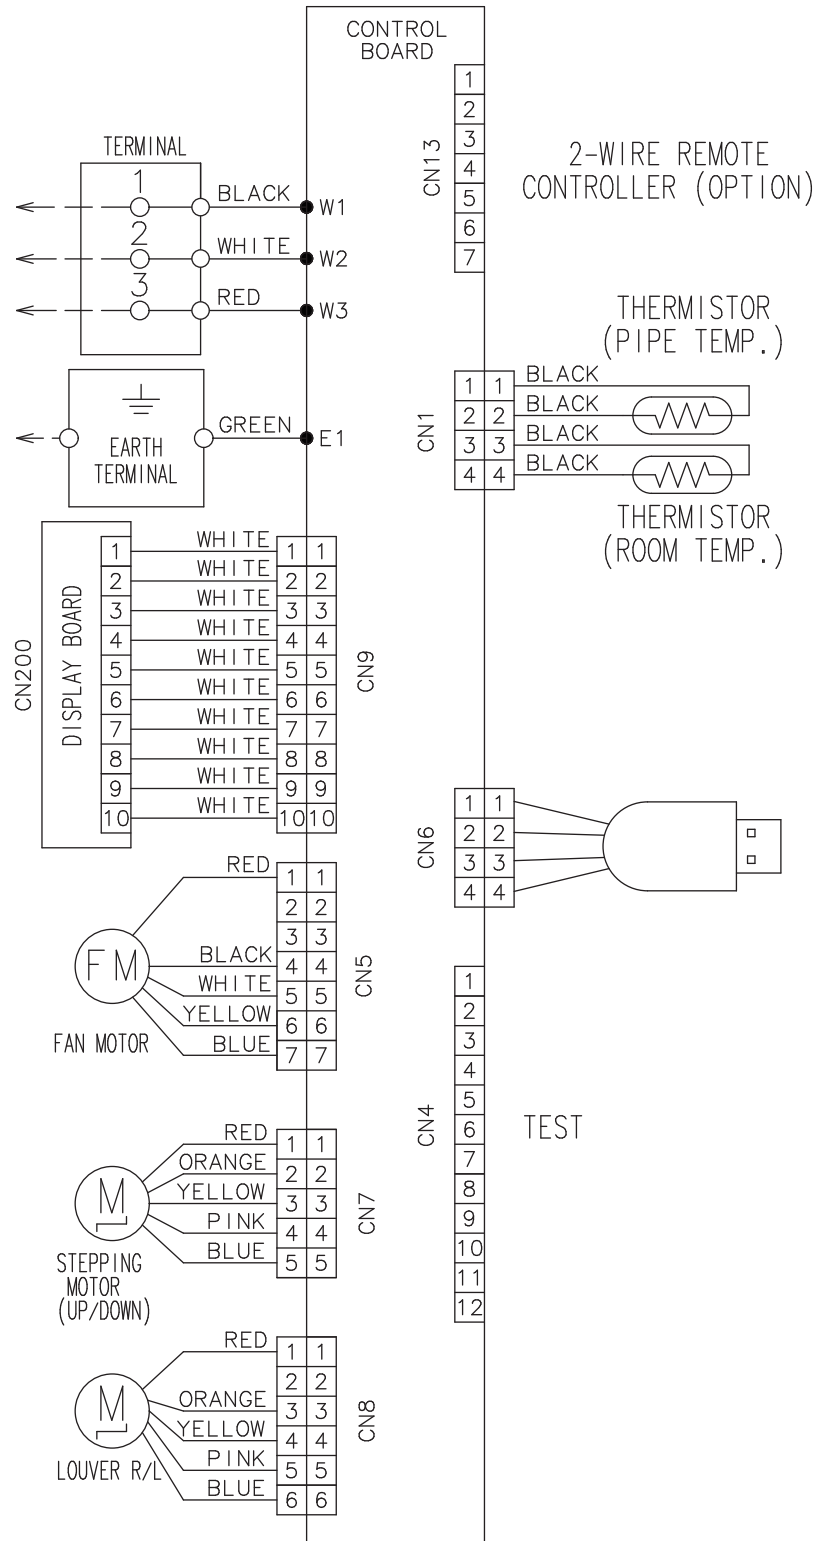 CONTROL
BOARD
TERMINAL
1
BLACK
W1
2
WHITE
W2
3
RED
W3
EARTH
TERMINAL
GREEN
E1
CN200
DISPLAY BOARD
1 WHITE 1 1
2 WHITE 2 2
3 WHITE 3 3
4 WHITE 4 4
5 WHITE 5 5
6 WHITE 6 6
7 WHITE 7 7
8 WHITE 8 8
9 WHITE 9 9
10 WHITE 10 10
CN9
FM
FAN MOTOR
RED 1 1
2 2
3 3
BLACK 4 4
WHITE 5 5
YELLOW 6 6
BLUE 7 7
CN5
M
STEPPING
MOTOR
(UP/DOWN)
RED 1 1
ORANGE 2 2
YELLOW 3 3
PINK 4 4
BLUE 5 5
CN7
M
LOUVER R/L
RED 1 1
2 2
ORANGE 3 3
YELLOW 4 4
PINK 5 5
BLUE 6 6
CN8
CN13
1
2
3
4
5
6
7
2-WIRE REMOTE
CONTROLLER (OPTION)
THERMISTOR
(PIPE TEMP.)
CN1
1 1 BLACK
2 2 BLACK
3 3 BLACK
4 4 BLACK
THERMISTOR
(ROOM TEMP.)
CN6
1 1
2 2
3 3
4 4
CN4
1
2
3
4
5
6
7
8
9
10
11
12
TEST